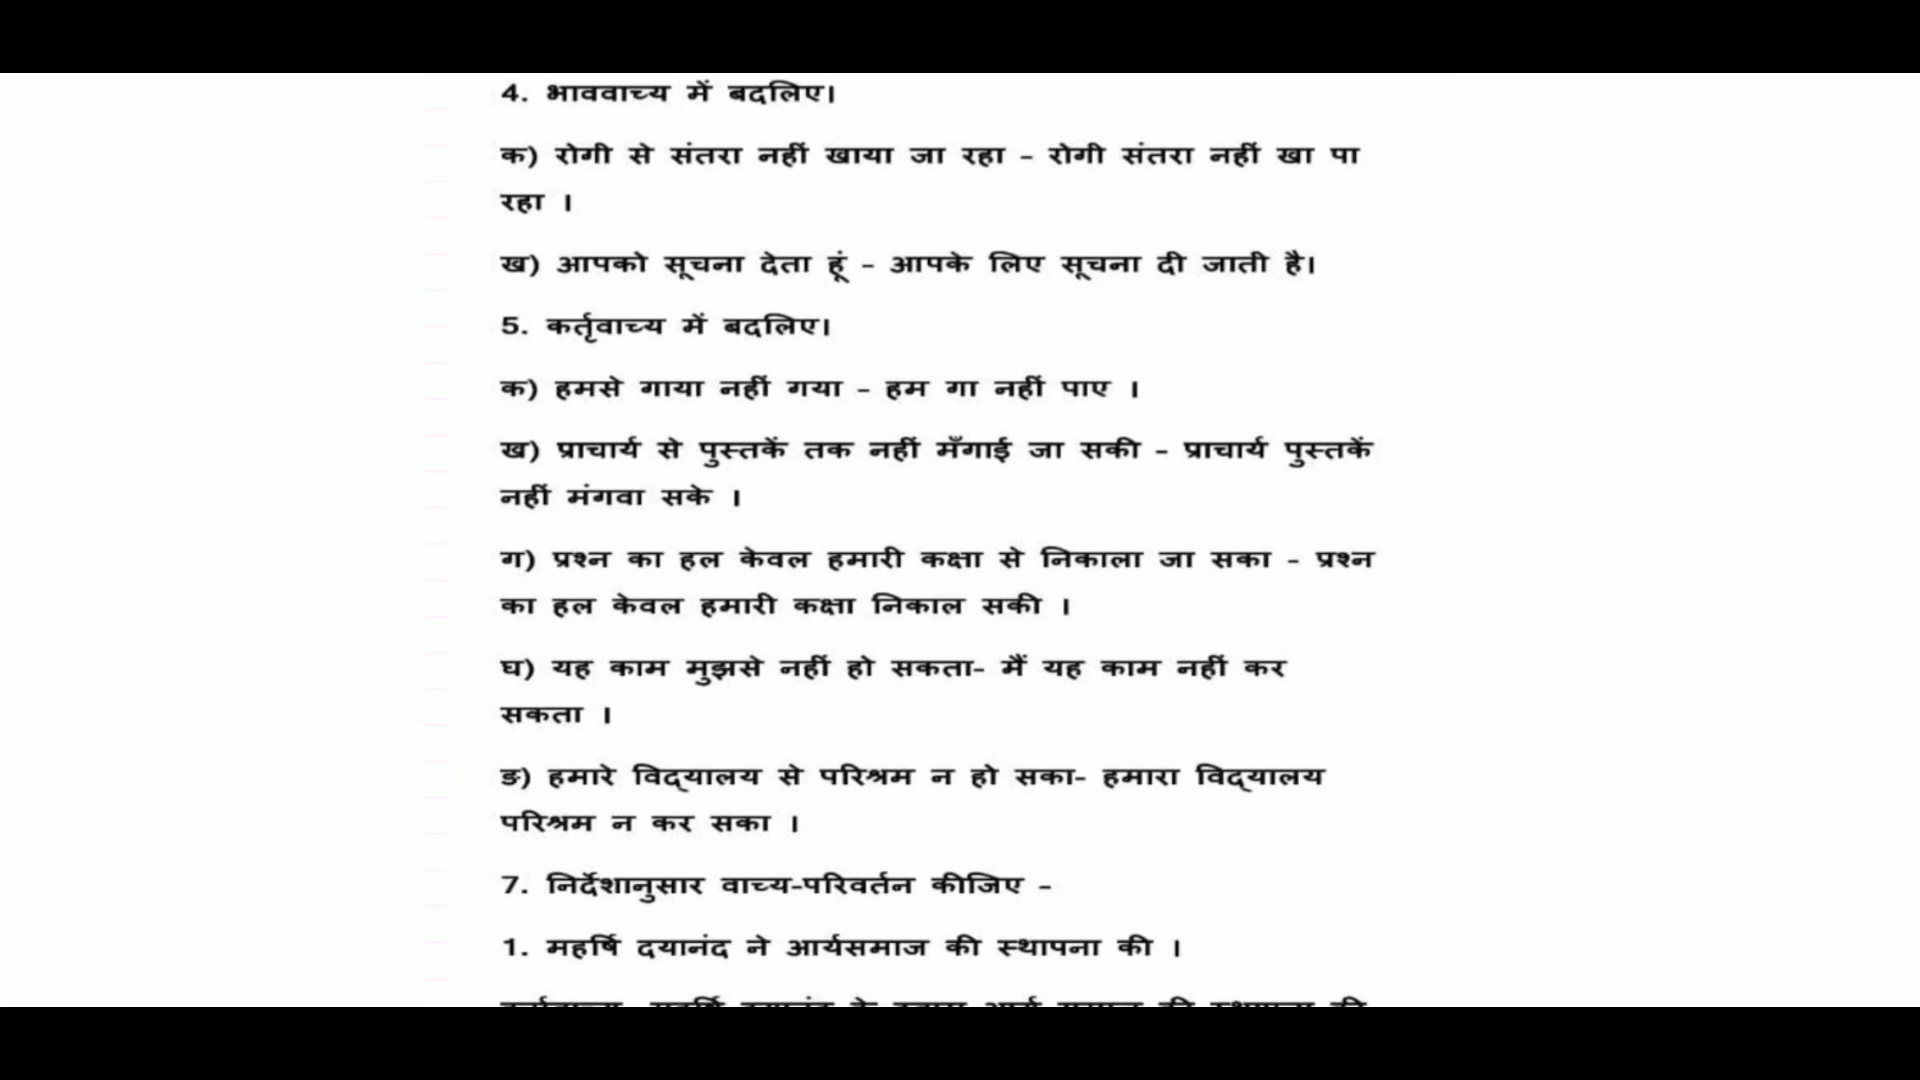 4. भाववाच्य में बदलिए।
क) रोगी से संतरा नहीं खाया जा रहा – रोगी संतरा नहीं खा पा
रहा ।
ख) आपको सूचना देता हूं – आपके लिए सूचना दी जाती है।
5. कर्तृवाच्य में बदलिए।
क) हमसे गाया नहीं गया – हम गा नहीं पाए ।
ख) प्राचार्य से पुस्तकें तक नहीं मँगाई जा सकी – प्राचार्य पुस्तकें
नहीं मंगवा सके ।
ग) प्रश्न का हल केवल हमारी कक्षा से निकाला जा सका – प्रश्न
का हल केवल हमारी कक्षा निकाल सकी ।
घ) यह काम मुझसे नहीं हो सकता- मैं यह काम नहीं कर
सकता ।
ङ) हमारे विद्‌यालय से परिश्रम न हो सका- हमारा विद्‌यालय
परिश्रम न कर सका ।
7. निर्देशानुसार वाच्य-परिवर्तन कीजिए –
1. महर्षि दयानंद ने आर्यसमाज की स्थापना की ।